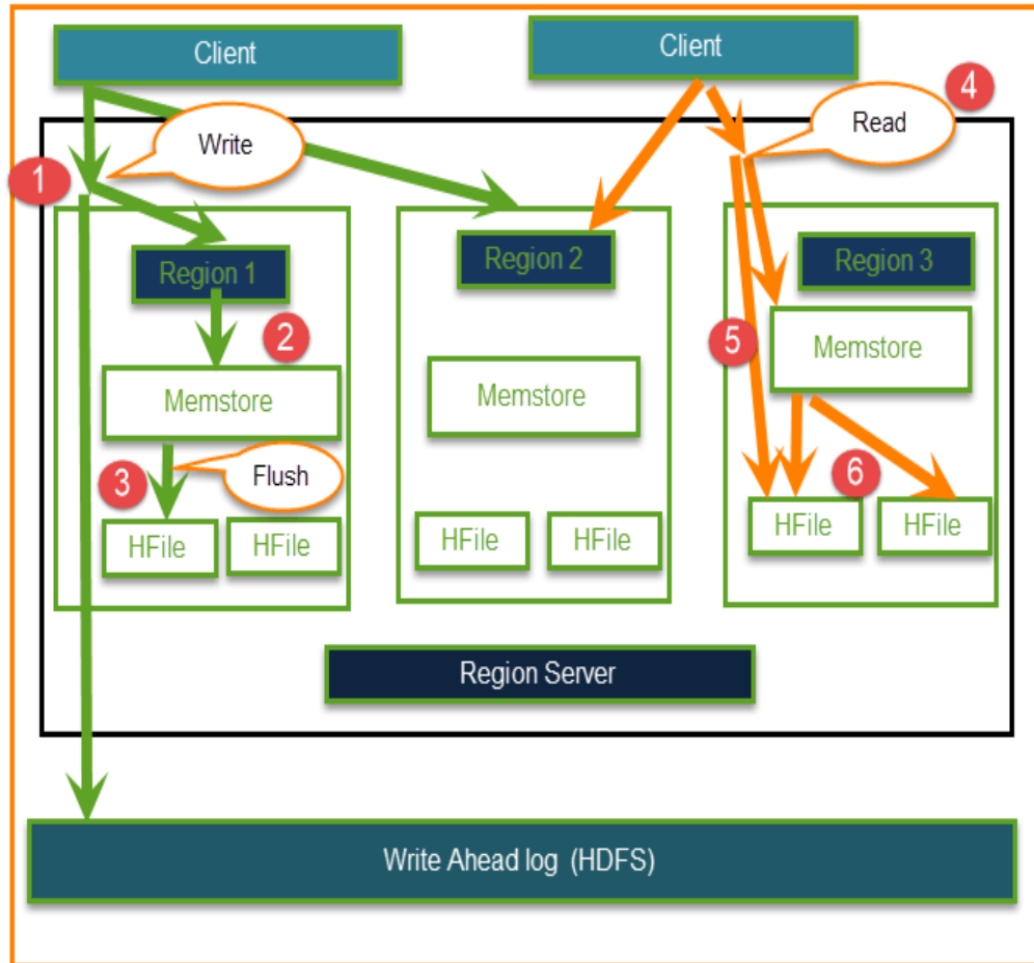 Client
Client
4
Write
Read
1
Region 1
Region 2
Region 3
2
5
Memstore
Memstore
Memstore
3
Flush
6
HFile
HFile
HFile
HFile
HFile
HFile
Region Server
Write Ahead log (HDFS)